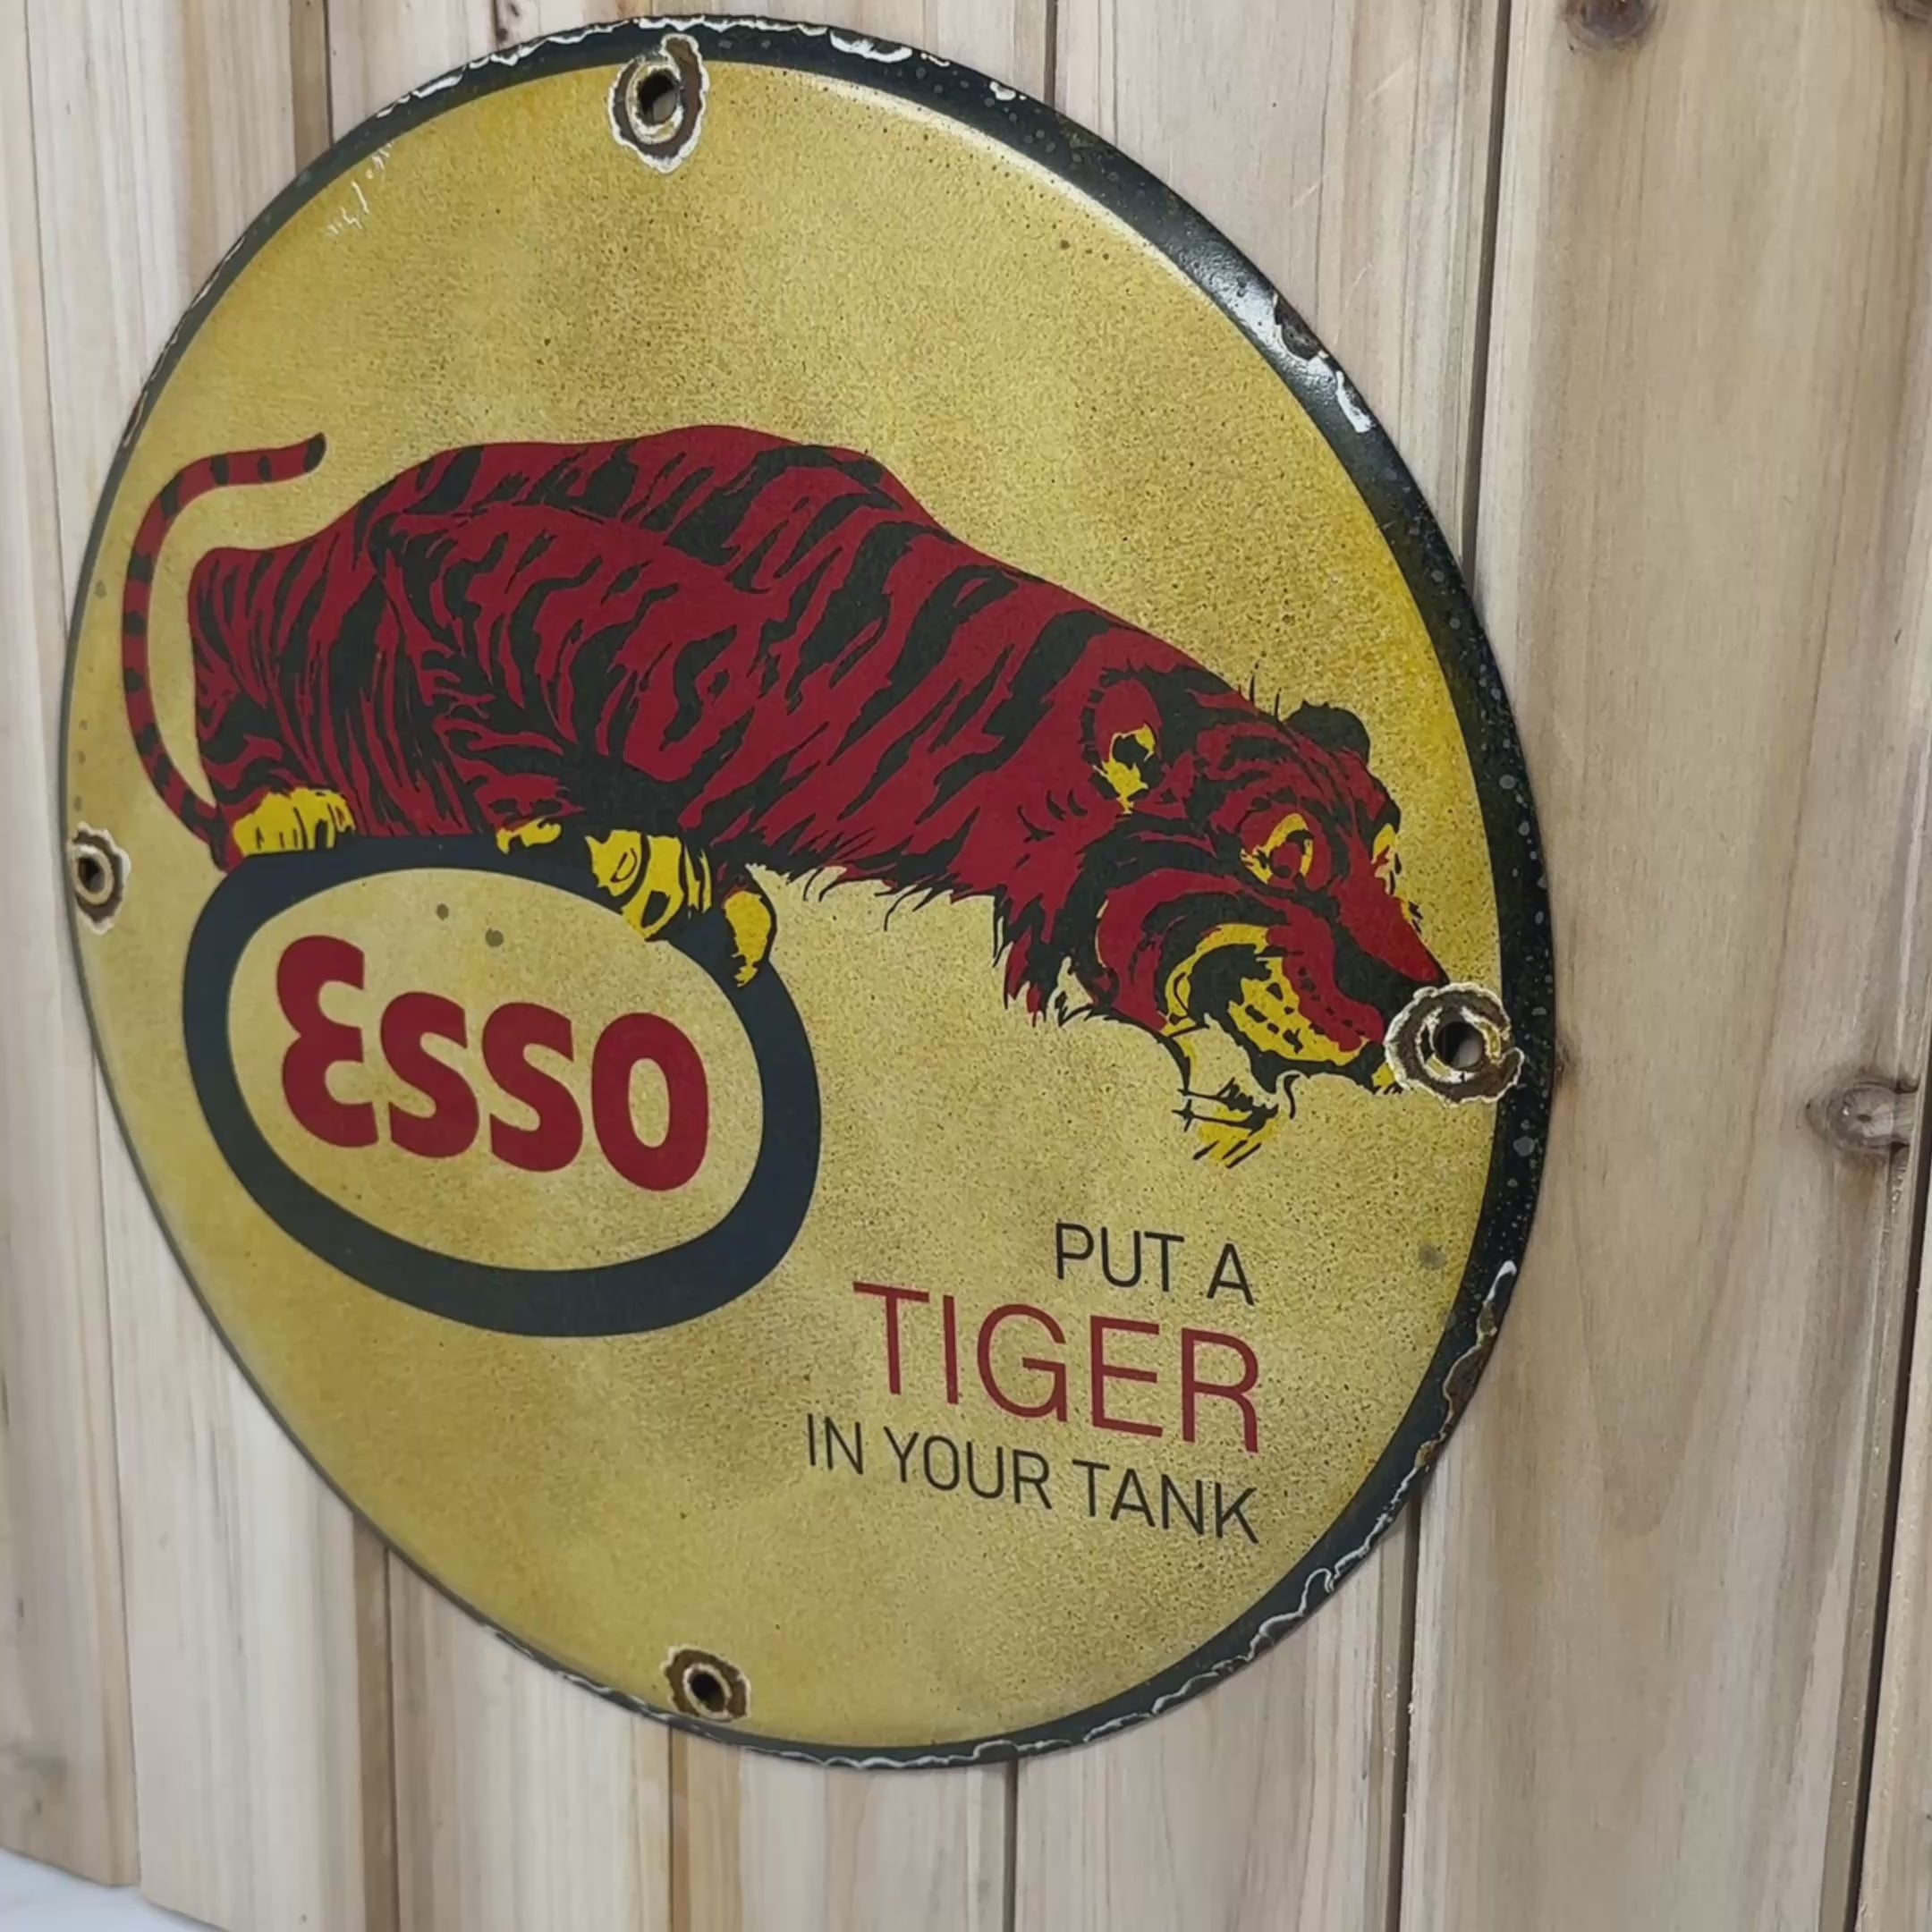 Esso
PUT A
TIGER
IN YOUR TANK